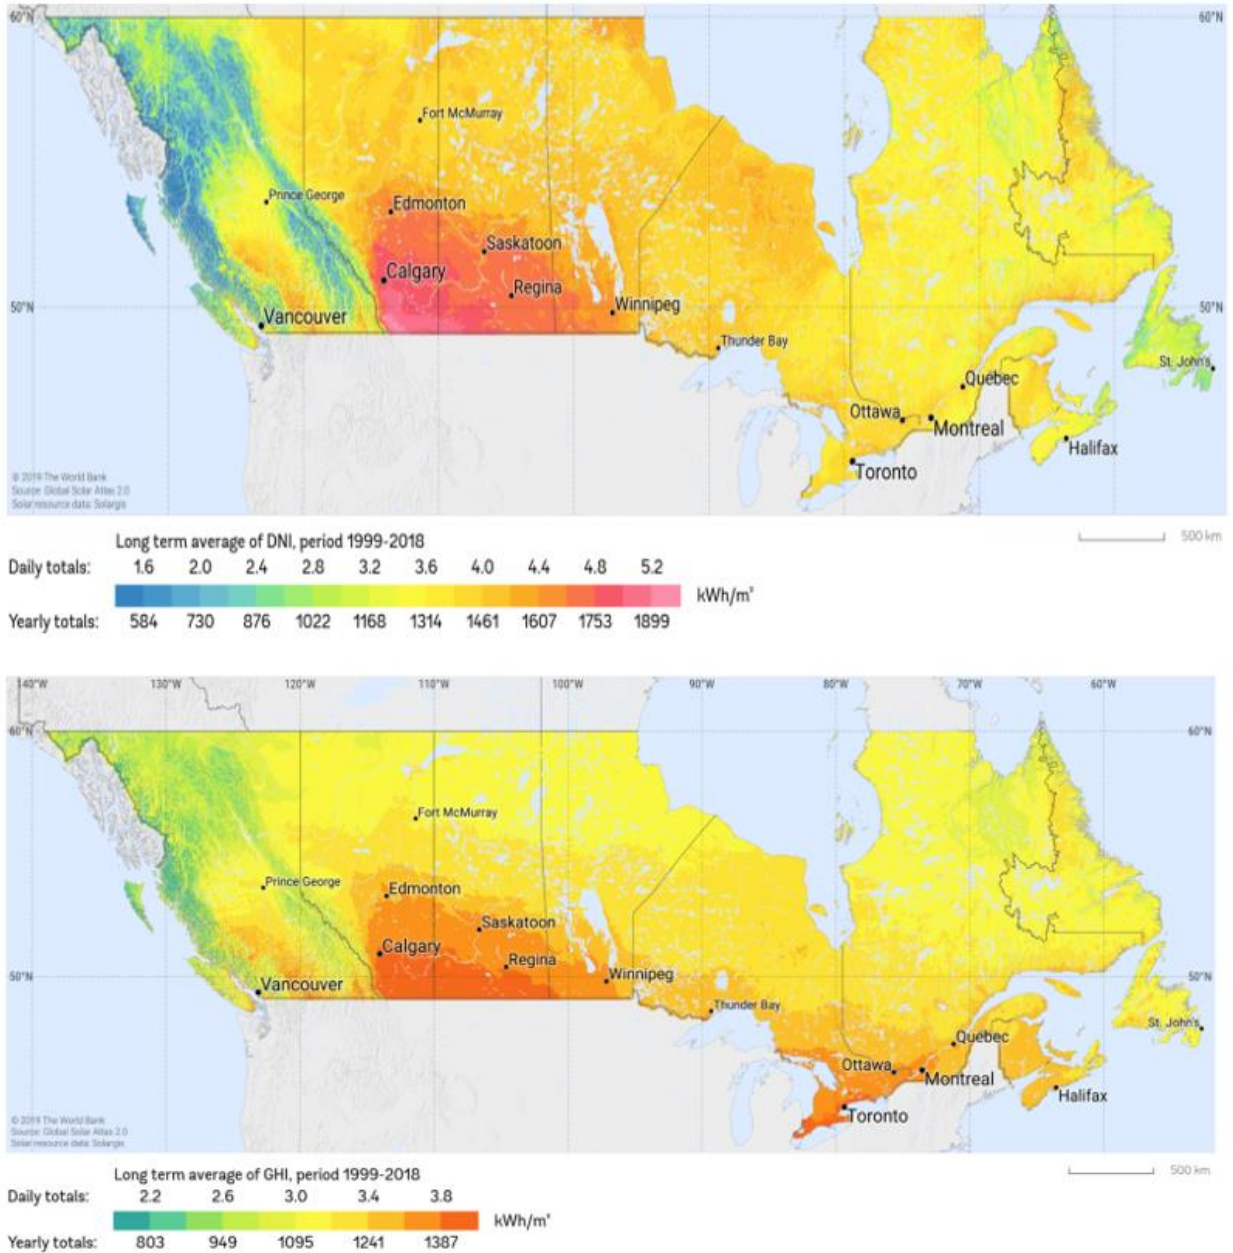 60°N 60°N
Fort McMurray
Prince George
Edmonton
Saskatoon
Calgary
Regina
50°N Winnipeg 50°N
Vancouver
Thunder Bay
St. John's
Québec
Ottawa
Montreal
Halifax
Toronto
© 2019 The World Bank
Source: Global Solar Atlas 2.0
Solar resource data: Solargis
500 km
Long term average of DNI, period 1999-2018
Daily totals: 1.6 2.0 2.4 2.8 3.2 3.6 4.0 4.4 4.8 5.2
kWh/m²
Yearly totals: 584 730 876 1022 1168 1314 1461 1607 1753 1899
140°W 130°W 120°W 110°W 100°W 90°W 80°W 70°W 60°W
60°N 60°N
Fort McMurray
Prince George
Edmonton
Saskatoon
Calgary
Regina
50°N Winnipeg 50°N
Vancouver
Thunder Bay
St. John's
Québec
Ottawa
Montreal
Halifax
Toronto
© 2019 The World Bank
Source: Global Solar Atlas 2.0
Solar resource data: Solargis
500 km
Long term average of GHI, period 1999-2018
Daily totals: 2.2 2.6 3.0 3.4 3.8
kWh/m²
Yearly totals: 803 949 1095 1241 1387